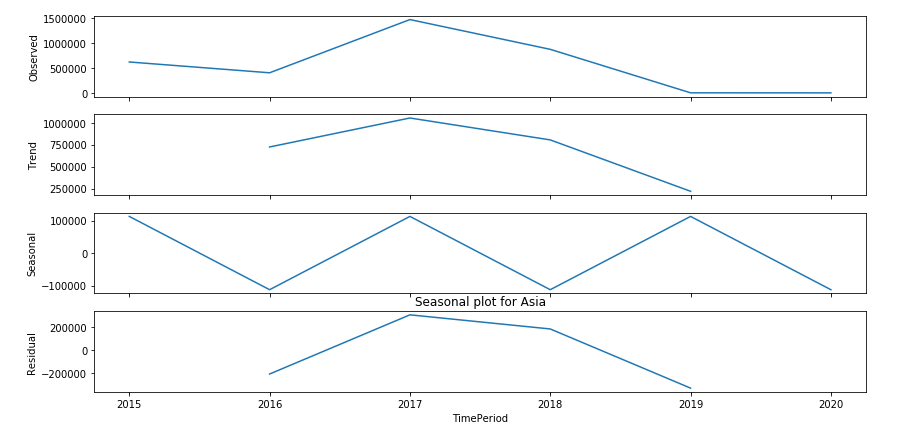 1500000
1000000
500000
0
Observed
1000000
750000
500000
250000
Trend
100000
0
−100000
Seasonal
Seasonal plot for Asia
200000
0
−200000
Residual
2015 2016 2017 2018 2019 2020
TimePeriod